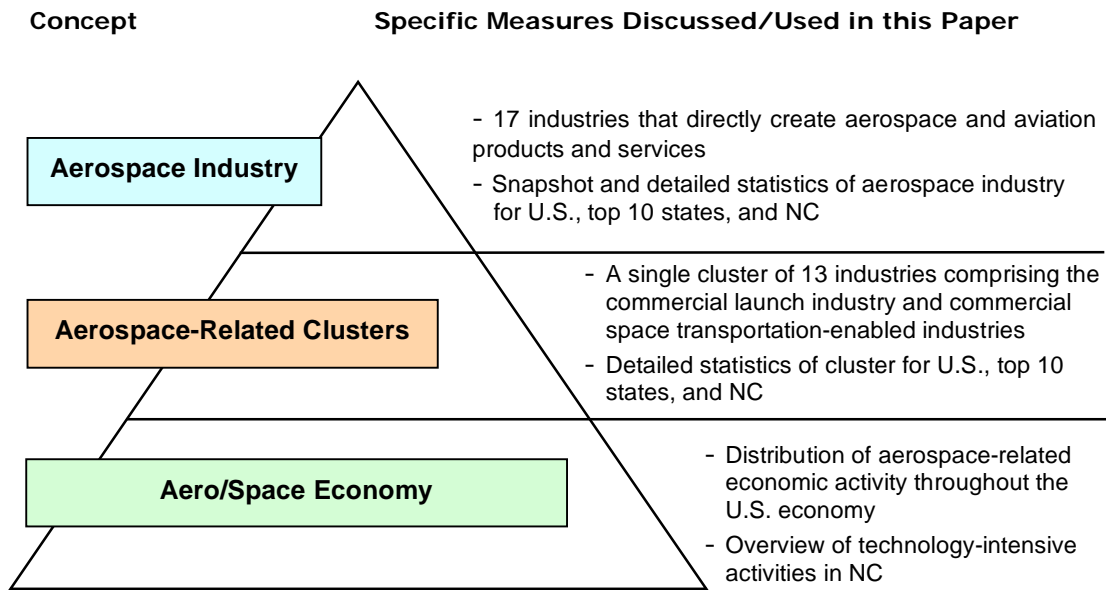 Concept Specific Measures Discussed/Used in this Paper
Aerospace Industry
- 17 industries that directly create aerospace and aviation
products and services
- Snapshot and detailed statistics of aerospace industry
for U.S., top 10 states, and NC
Aerospace-Related Clusters
- A single cluster of 13 industries comprising the
commercial launch industry and commercial
space transportation-enabled industries
- Detailed statistics of cluster for U.S., top 10
states, and NC
Aero/Space Economy
- Distribution of aerospace-related
economic activity throughout the
U.S. economy
- Overview of technology-intensive
activities in NC